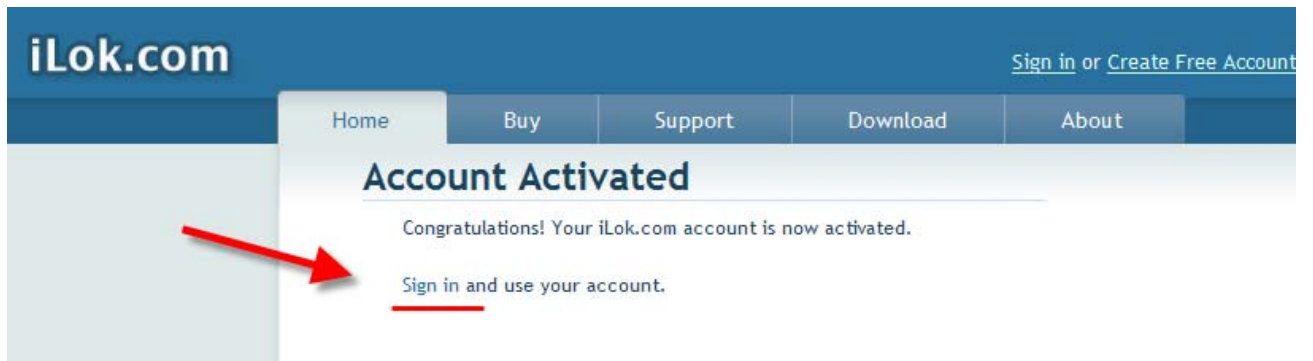 iLok.com
Sign in or Create Free Account
Home Buy Support Download About
Account Activated
Congratulations! Your iLok.com account is now activated.
Sign in and use your account.